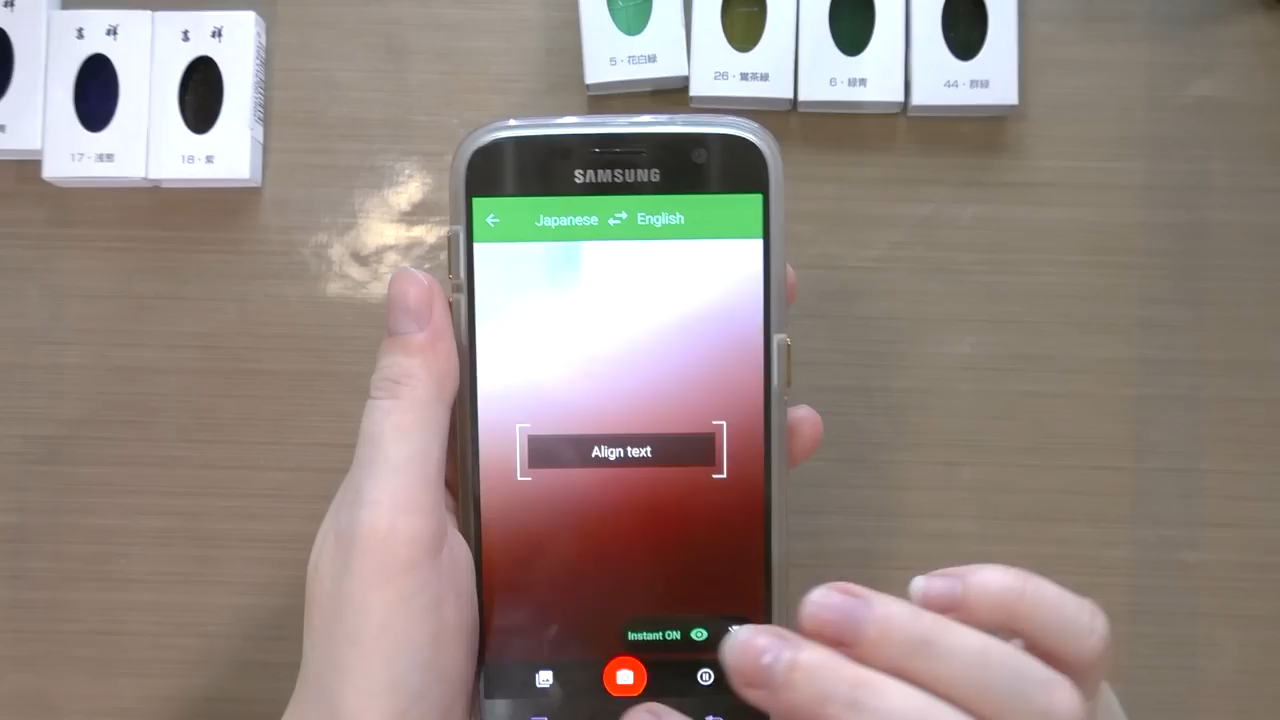 吉祥
吉祥
17・浅葱
18・紫
5・花白緑
26・鶯茶緑
6・緑青
44・群緑
SAMSUNG
Japanese
English
Align text
Instant ON